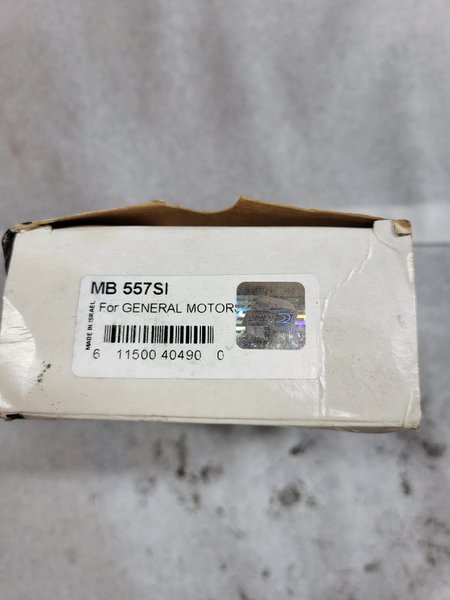 MB 557SI
For GENERAL MOTORS
MADE IN ISRAEL
6 11500 40490 0